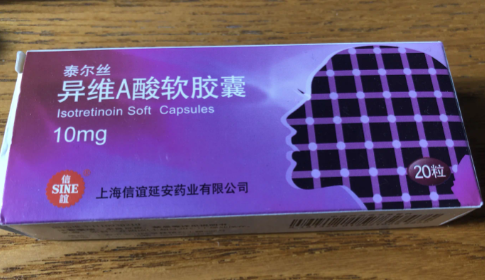 泰尔丝
异维A酸软胶囊
Isotretinoin Soft Capsules
10mg
20粒
信
SINE
谊
上海信谊延安药业有限公司